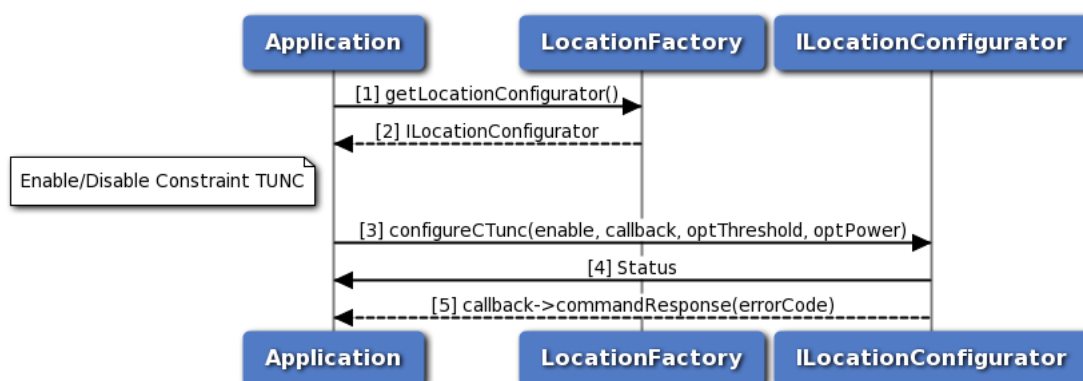 Application
LocationFactory
ILocationConfigurator
[1] getLocationConfigurator()
[2] ILocationConfigurator
Enable/Disable Constraint TUNC
[3] configureCTunc(enable, callback, optThreshold, optPower)
[4] Status
[5] callback->commandResponse(errorCode)
Application
LocationFactory
ILocationConfigurator